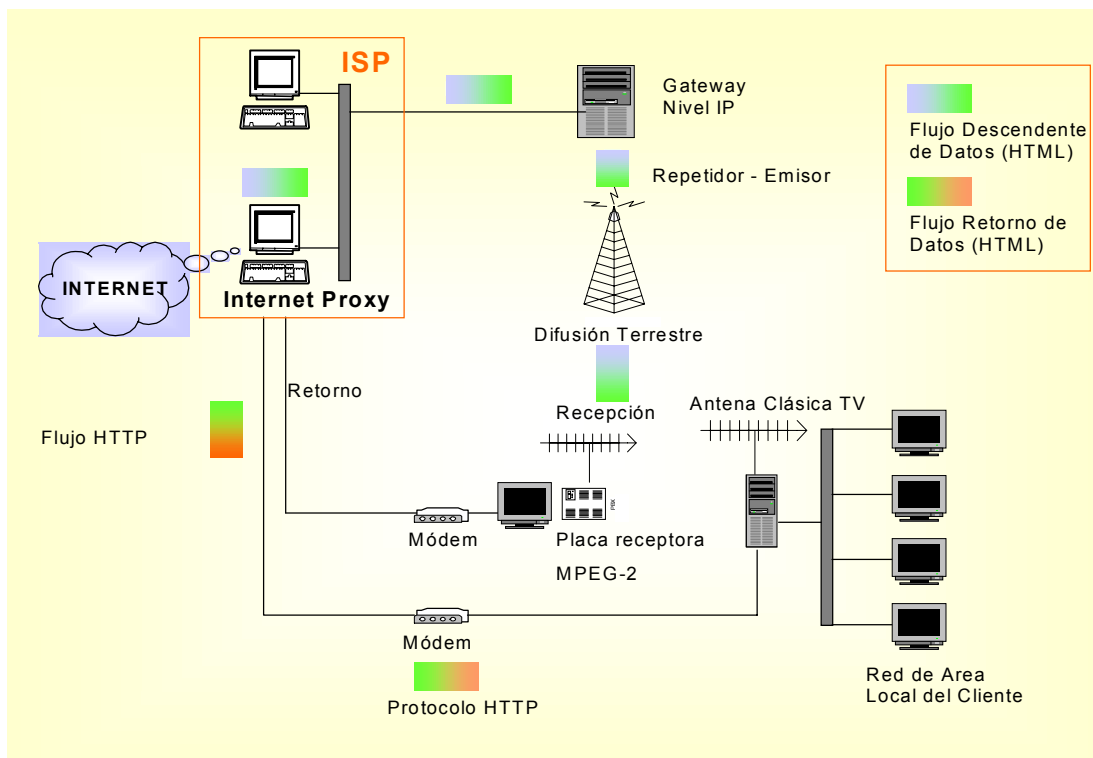 ISP
Gateway
Nivel IP
Flujo Descendente
de Datos (HTML)
Repetidor - Emisor
Flujo Retorno de
Datos (HTML)
INTERNET
Internet Proxy
Difusión Terrestre
Retorno
Recepción
Antena Clásica TV
Flujo HTTP
PBX
Módem
Placa receptora
MPEG-2
Módem
Red de Area
Local del Cliente
Protocolo HTTP